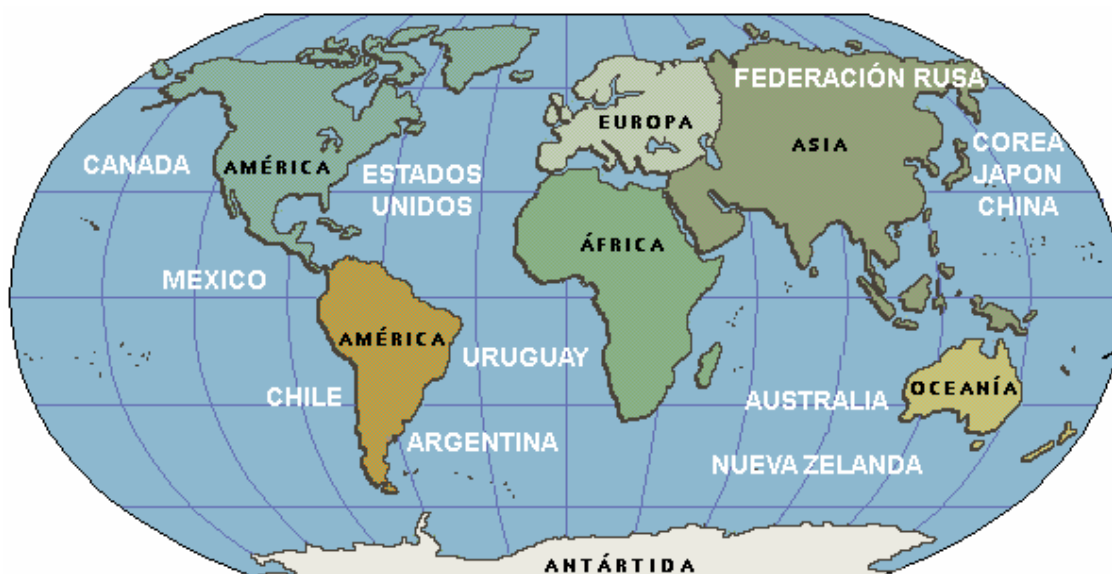 FEDERACIÓN RUSA
EUROPA
ASIA
COREA
JAPON
CHINA
CANADA
AMÉRICA
ESTADOS
UNIDOS
ÁFRICA
MEXICO
AMÉRICA
URUGUAY
CHILE
ARGENTINA
OCEANÍA
AUSTRALIA
NUEVA ZELANDA
ANTÁRTIDA